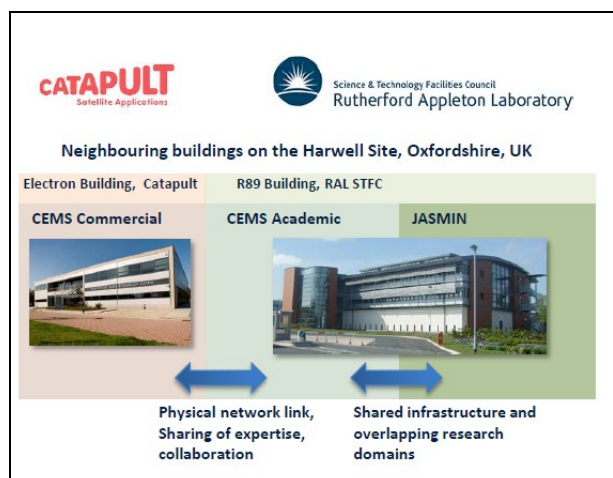 CATAPULT
Satellite Applications
Science & Technology Facilities Council
Rutherford Appleton Laboratory
Neighbouring buildings on the Harwell Site, Oxfordshire, UK
Electron Building, Catapult
R89 Building, RAL STFC
CEMS Commercial
CEMS Academic
JASMIN
Physical network link,
Sharing of expertise,
collaboration
Shared infrastructure and
overlapping research
domains